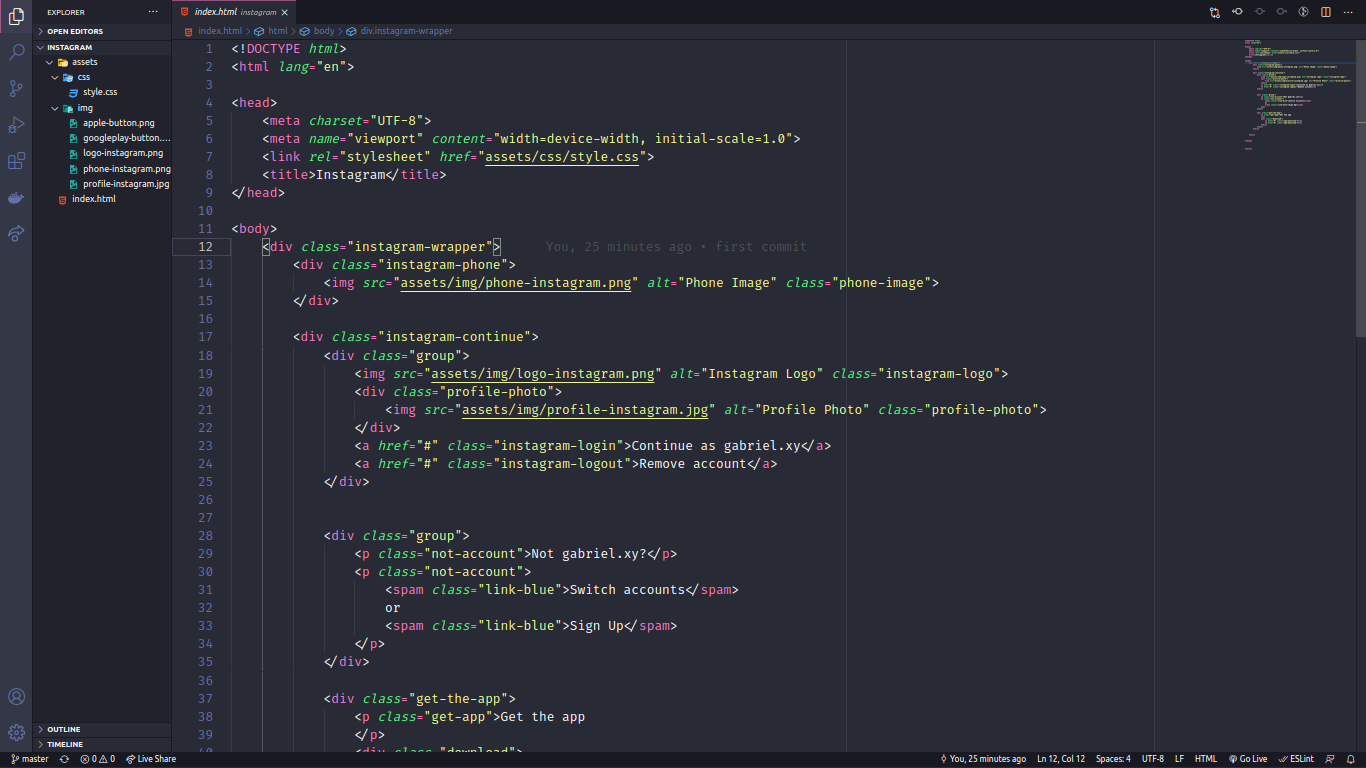 EXPLORER
OPEN EDITORS
INSTAGRAM
assets
css
style.css
img
apple-button.png
googleplay-button....
logo-instagram.png
phone-instagram.png
profile-instagram.jpg
index.html
OUTLINE
TIMELINE
index.html instagram
index.html > html > body > div.instagram-wrapper
1 <!DOCTYPE html>
2 <html lang="en">
3
4 <head>
5 <meta charset="UTF-8">
6 <meta name="viewport" content="width=device-width, initial-scale=1.0">
7 <link rel="stylesheet" href="assets/css/style.css">
8 <title>Instagram</title>
9 </head>
10
11 <body>
12 <div class="instagram-wrapper"> You, 25 minutes ago • first commit
13 <div class="instagram-phone">
14 <img src="assets/img/phone-instagram.png" alt="Phone Image" class="phone-image">
15 </div>
16
17 <div class="instagram-continue">
18 <div class="group">
19 <img src="assets/img/logo-instagram.png" alt="Instagram Logo" class="instagram-logo">
20 <div class="profile-photo">
21 <img src="assets/img/profile-instagram.jpg" alt="Profile Photo" class="profile-photo">
22 </div>
23 <a href="#" class="instagram-login">Continue as gabriel.xy</a>
24 <a href="#" class="instagram-logout">Remove account</a>
25 </div>
26
27
28 <div class="group">
29 <p class="not-account">Not gabriel.xy?</p>
30 <p class="not-account">
31 <spam class="link-blue">Switch accounts</spam>
32 or
33 <spam class="link-blue">Sign Up</spam>
34 </p>
35 </div>
36
37 <div class="get-the-app">
38 <p class="get-app">Get the app
39 </p>
40 <div class="download">
master 0 0 Live Share You, 25 minutes ago Ln 12, Col 12 Spaces: 4 UTF-8 LF HTML Go Live ESLint